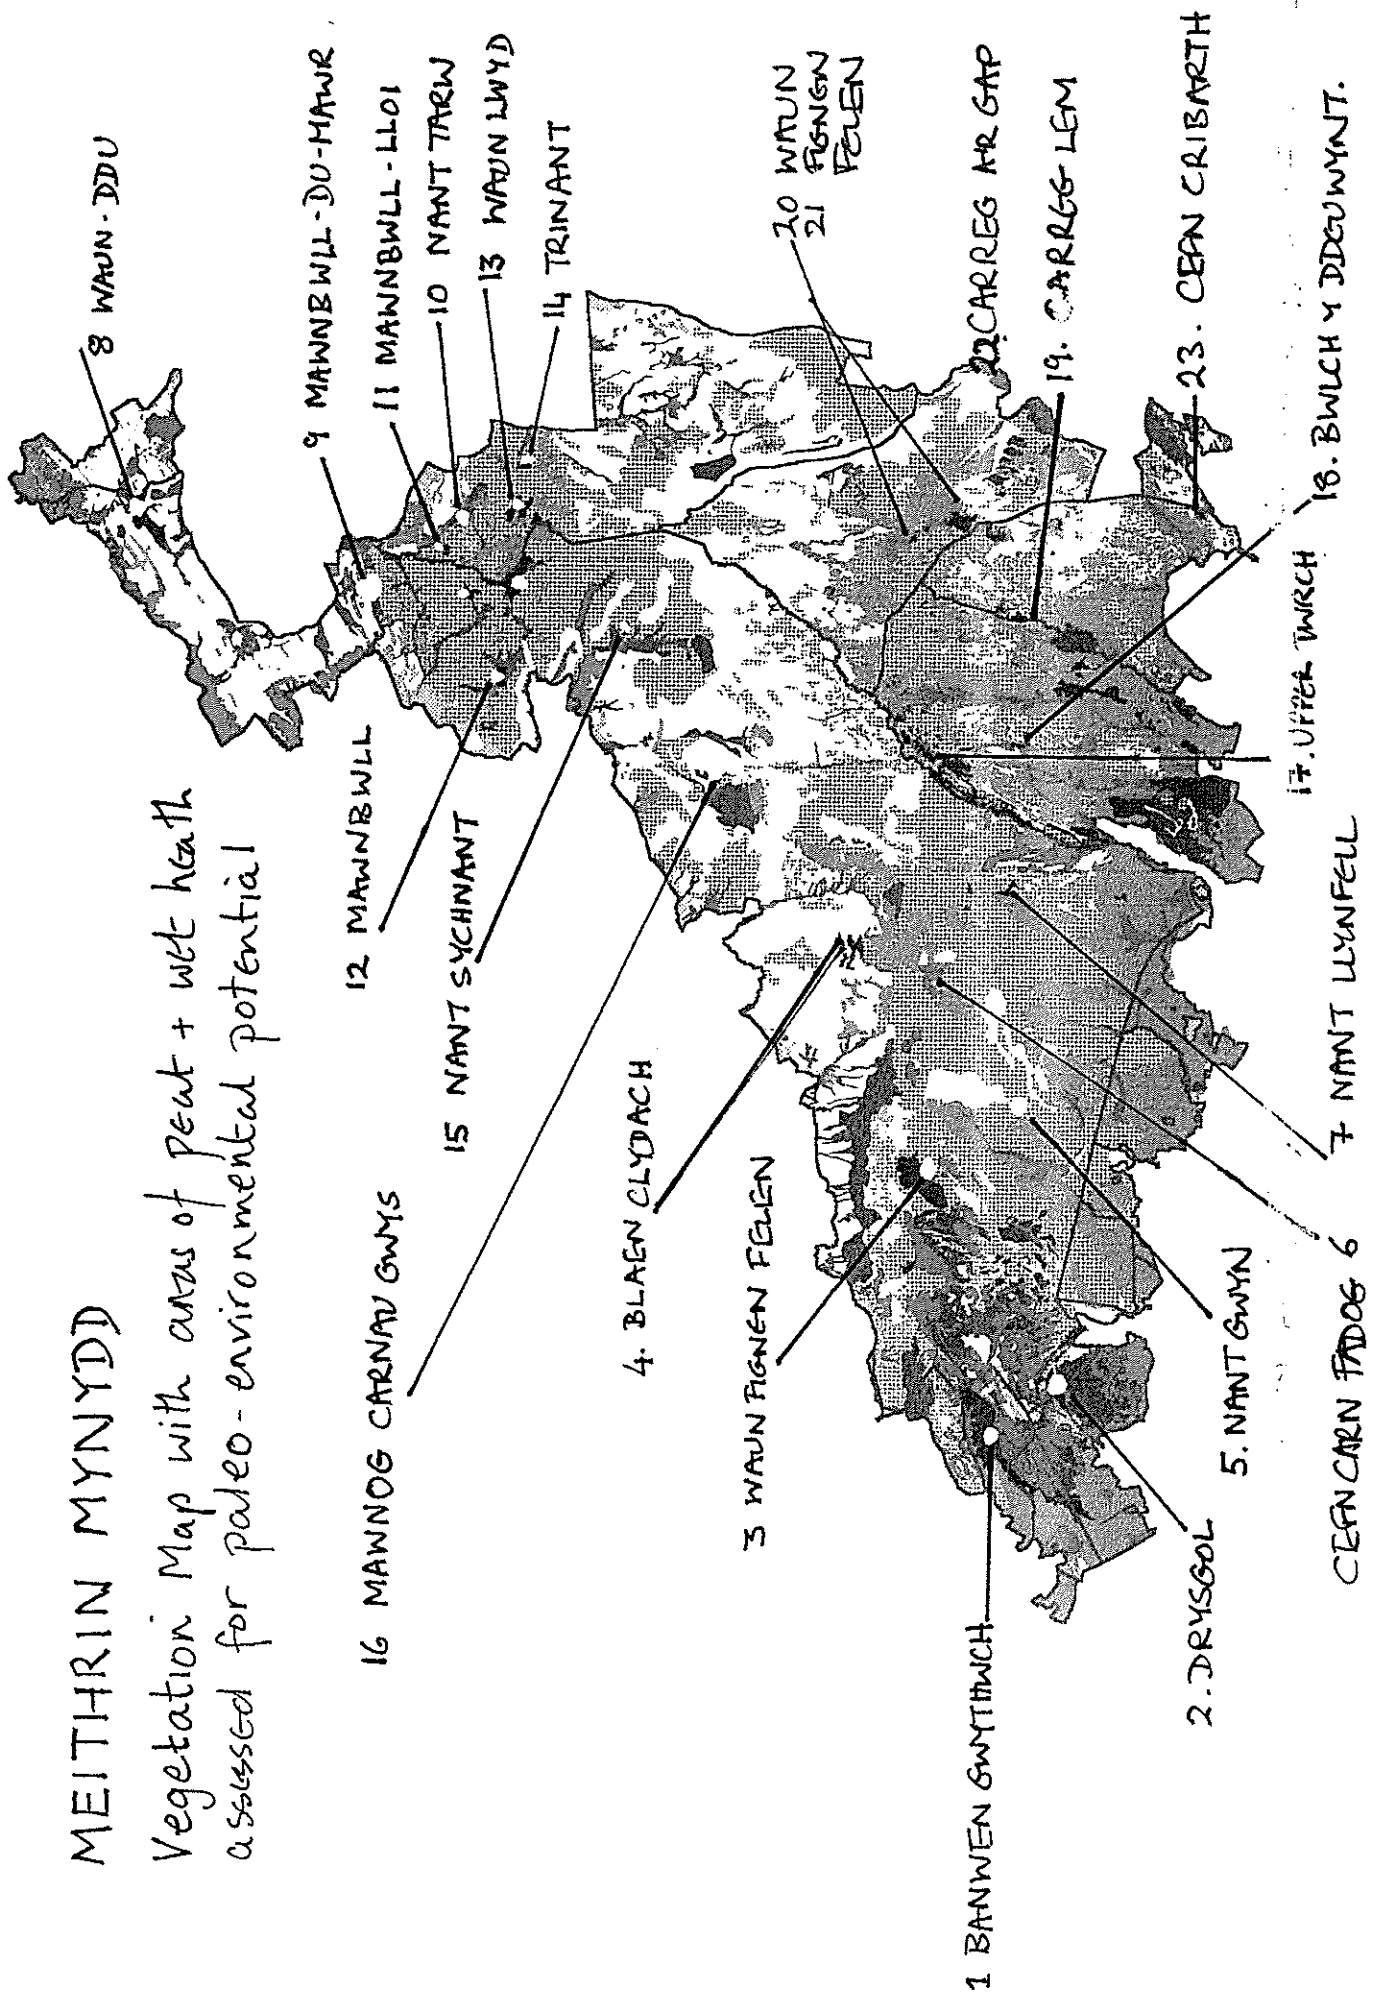 MEITHRIN MYNYDD
Vegetation Map with areas of peat + wet heath
assessed for paleo-environmental potential
8 WAUN-DDU
9 MAWNBWLL-DU-MAWR
11 MAWNBWLL-LLOI
10 NANT TARW
13 WAUN LWYD
14 TRINANT
12 MAWNBWLL
15 NANT SYCHNANT
16 MAWNOG CARNAU GWYS
4. BLAEN CLYDACH
3 WAUN FIGNEN FELEN
20 WAUN
21 FIGNEN
FELEN
22 CARREG AR GAP
19. CARREG LEM
23. CEFN CRIBARTH
18. BWLCH Y DDEUWYNT.
17. UPPER TWRCH
7 NANT LLYNFELL
CEFN CARN FADOG 6
5. NANT GWYN
2. DRYSGOL
1 BANWEN GWYTHWCH